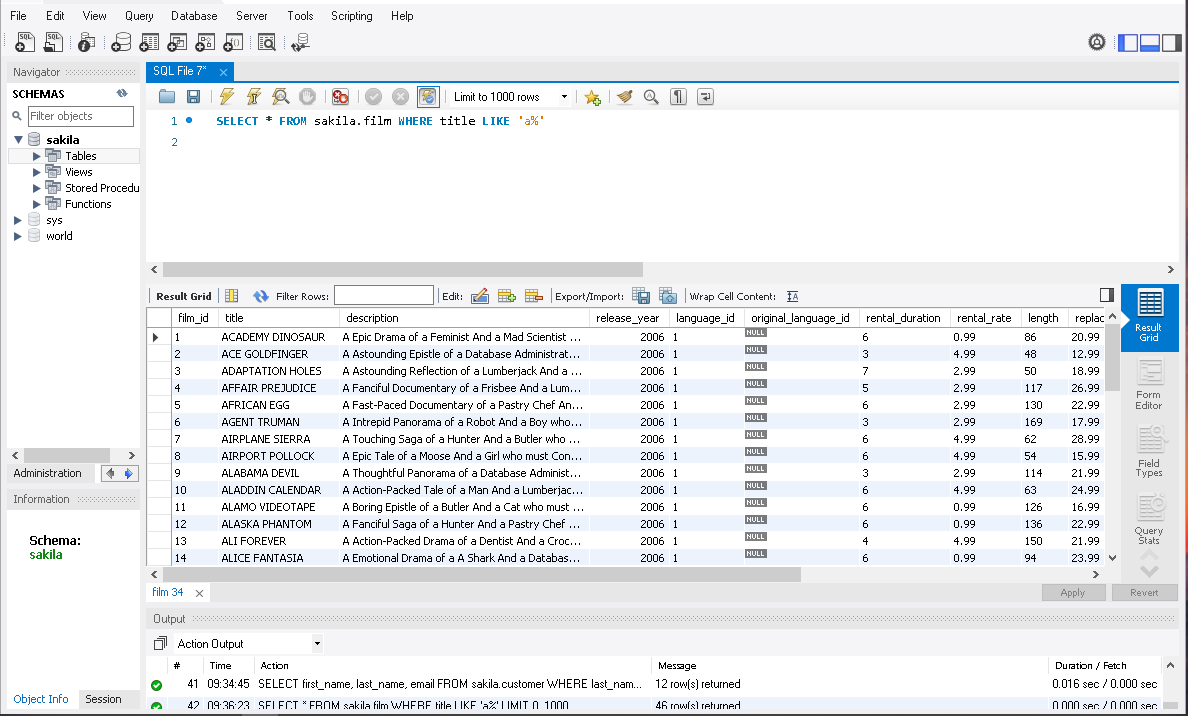 File Edit View Query Database Server Tools Scripting Help
SQL SQL
Navigator
SCHEMAS
Filter objects
sakila
Tables
Views
Stored Procedu
Functions
sys
world
Administration
Information
Schema:
sakila
Object Info Session
SQL File 7*
Limit to 1000 rows
1 SELECT * FROM sakila.film WHERE title LIKE 'a%'
2
Result Grid Filter Rows: Edit: Export/Import: Wrap Cell Content: IA
film_id title description release_year language_id original_language_id rental_duration rental_rate length replac
1 ACADEMY DINOSAUR A Epic Drama of a Feminist And a Mad Scientist ... 2006 1 NULL 6 0.99 86 20.99
2 ACE GOLDFINGER A Astounding Epistle of a Database Administrat... 2006 1 NULL 3 4.99 48 12.99
3 ADAPTATION HOLES A Astounding Reflection of a Lumberjack And a ... 2006 1 NULL 7 2.99 50 18.99
4 AFFAIR PREJUDICE A Fanciful Documentary of a Frisbee And a Lum... 2006 1 NULL 5 2.99 117 26.99
5 AFRICAN EGG A Fast-Paced Documentary of a Pastry Chef An... 2006 1 NULL 6 2.99 130 22.99
6 AGENT TRUMAN A Intrepid Panorama of a Robot And a Boy who... 2006 1 NULL 3 2.99 169 17.99
7 AIRPLANE SIERRA A Touching Saga of a Hunter And a Butler who ... 2006 1 NULL 6 4.99 62 28.99
8 AIRPORT POLLOCK A Epic Tale of a Moose And a Girl who must Con... 2006 1 NULL 6 4.99 54 15.99
9 ALABAMA DEVIL A Thoughtful Panorama of a Database Administ... 2006 1 NULL 3 2.99 114 21.99
10 ALADDIN CALENDAR A Action-Packed Tale of a Man And a Lumberjac... 2006 1 NULL 6 4.99 63 24.99
11 ALAMO VIDEOTAPE A Boring Epistle of a Butler And a Cat who must ... 2006 1 NULL 6 0.99 126 16.99
12 ALASKA PHANTOM A Fanciful Saga of a Hunter And a Pastry Chef ... 2006 1 NULL 6 0.99 136 22.99
13 ALI FOREVER A Action-Packed Drama of a Dentist And a Croc... 2006 1 NULL 4 4.99 150 21.99
14 ALICE FANTASIA A Emotional Drama of a A Shark And a Databas... 2006 1 NULL 6 0.99 94 23.99
Result
Grid
Form
Editor
Field
Types
Query
Stats
film 34 Apply Revert
Output
Action Output
# Time Action Message Duration / Fetch
41 09:34:45 SELECT first_name, last_name, email FROM sakila.customer WHERE last_nam... 12 row(s) returned 0.016 sec / 0.000 sec
42 09:36:23 SELECT * FROM sakila.film WHERE title LIKE 'a%' LIMIT 0, 1000 46 row(s) returned 0.000 sec / 0.000 sec